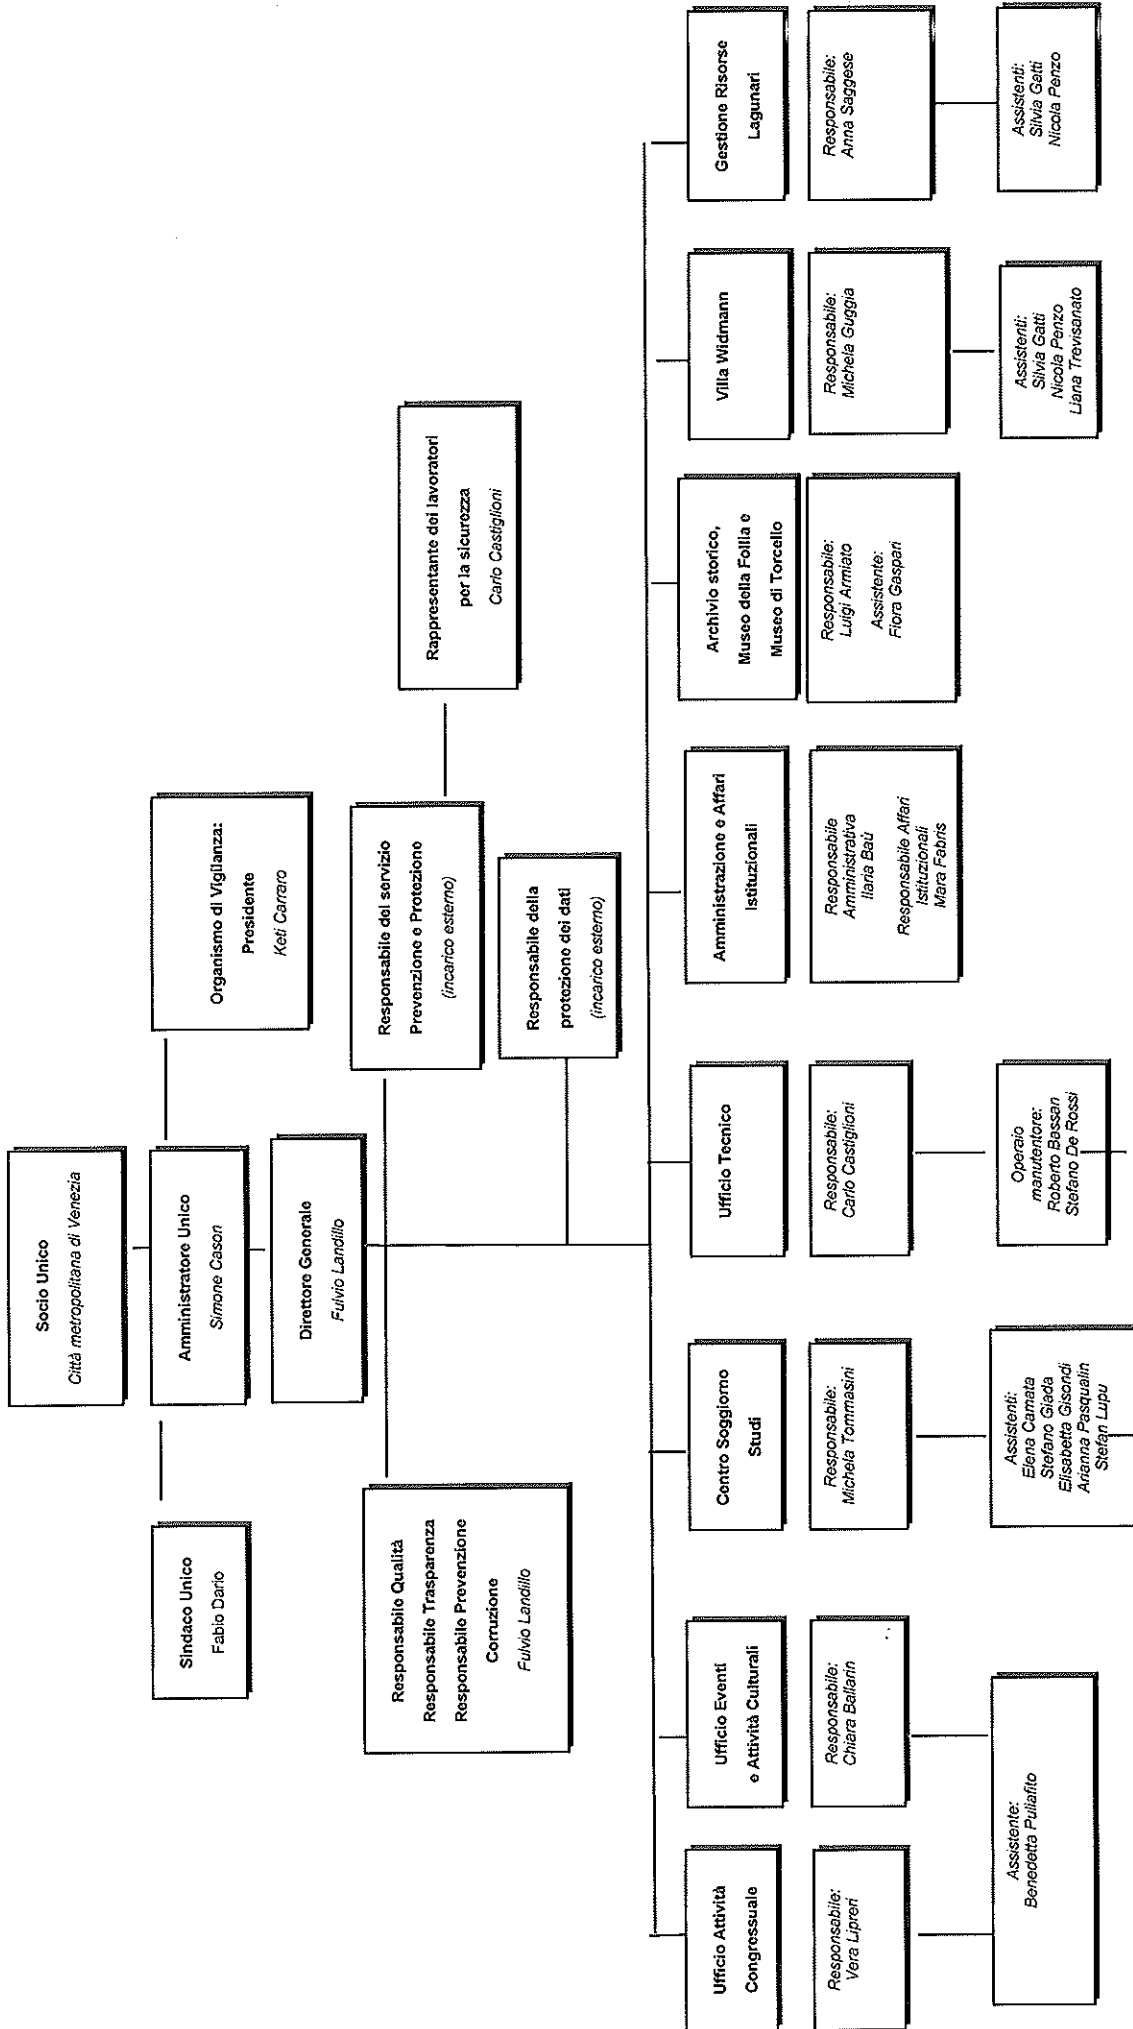 Socio Unico
Città metropolitana di Venezia
Sindaco Unico
Fabio Dario
Amministratore Unico
Simone Cason
Organismo di Vigilanza:
Presidente
Keti Carraro
Direttore Generale
Fulvio Landillo
Responsabile Qualità
Responsabile Trasparenza
Responsabile Prevenzione
Corruzione
Fulvio Landillo
Responsabile del servizio
Prevenzione e Protezione
(incarico esterno)
Rappresentante dei lavoratori
per la sicurezza
Carlo Castiglioni
Responsabile della
protezione dei dati
(incarico esterno)
Ufficio Attività
Congressuale
Responsabile:
Vera Lipreri
Ufficio Eventi
e Attività Culturali
Responsabile:
Chiara Ballarin
Assistente:
Benedetta Puliafito
Centro Soggiorno
Studi
Responsabile:
Michela Tommasini
Assistenti:
Elena Camata
Stefano Giada
Elisabetta Gisondi
Arianna Pasqualin
Stefan Lupu
Ufficio Tecnico
Responsabile:
Carlo Castiglioni
Operaio
manutentore:
Roberto Bassan
Stefano De Rossi
Amministrazione e Affari
Istituzionali
Responsabile
Amministrativa
Ilaria Baù
Responsabile Affari
Istituzionali
Mara Fabris
Archivio storico,
Museo della Follia e
Museo di Torcello
Responsabile:
Luigi Armiato
Assistente:
Fiora Gaspari
Villa Widmann
Responsabile:
Michela Guggia
Assistenti:
Silvia Gatti
Nicola Penzo
Liana Trevisanato
Gestione Risorse
Lagunari
Responsabile:
Anna Saggese
Assistenti:
Silvia Gatti
Nicola Penzo